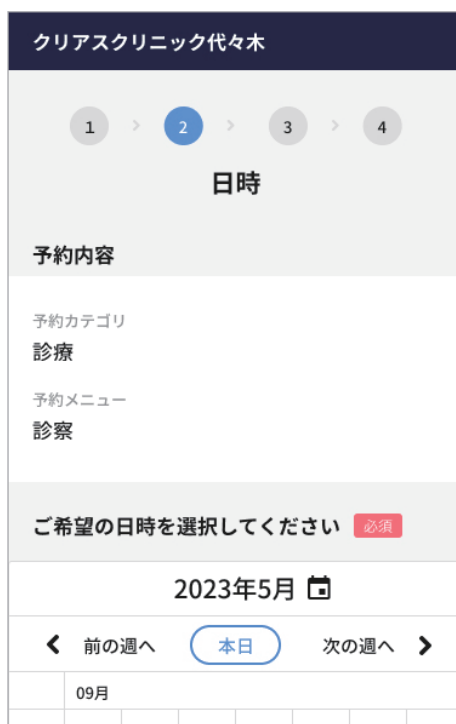 クリアスクリニック代々木
1 > 2 > 3 > 4
日時
予約内容
予約カテゴリ
診療
予約メニュー
診察
ご希望の日時を選択してください 必須
2023年5月
前の週へ 本日 次の週へ
09月